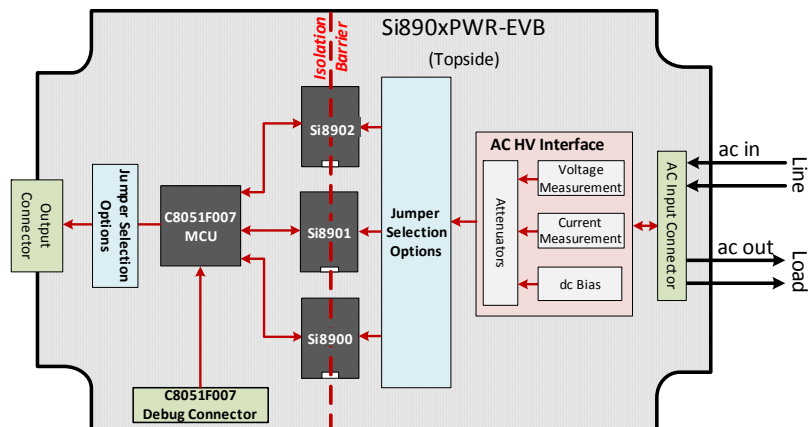 Si890xPWR-EVB
(Topside)
Isolation
Barrier
Si8902
Si8901
Si8900
AC HV Interface
Voltage
Measurement
Current
Measurement
dc Bias
Attenuators
Jumper
Selection
Options
AC Input Connector
ac in
Line
ac out
Load
C8051F007
MCU
Jumper Selection
Options
Output
Connector
C8051F007
Debug Connector